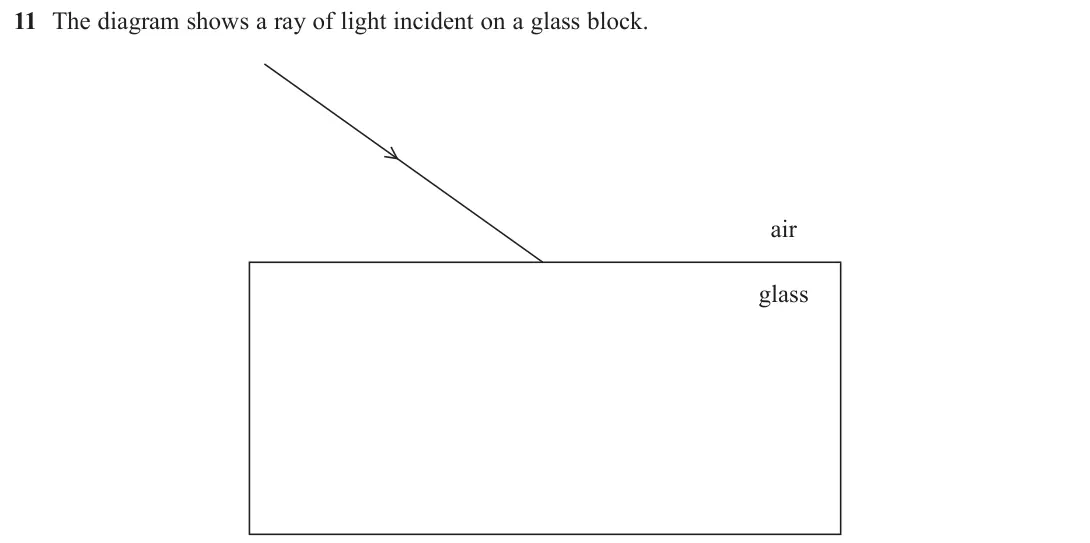 11 The diagram shows a ray of light incident on a glass block.
air
glass